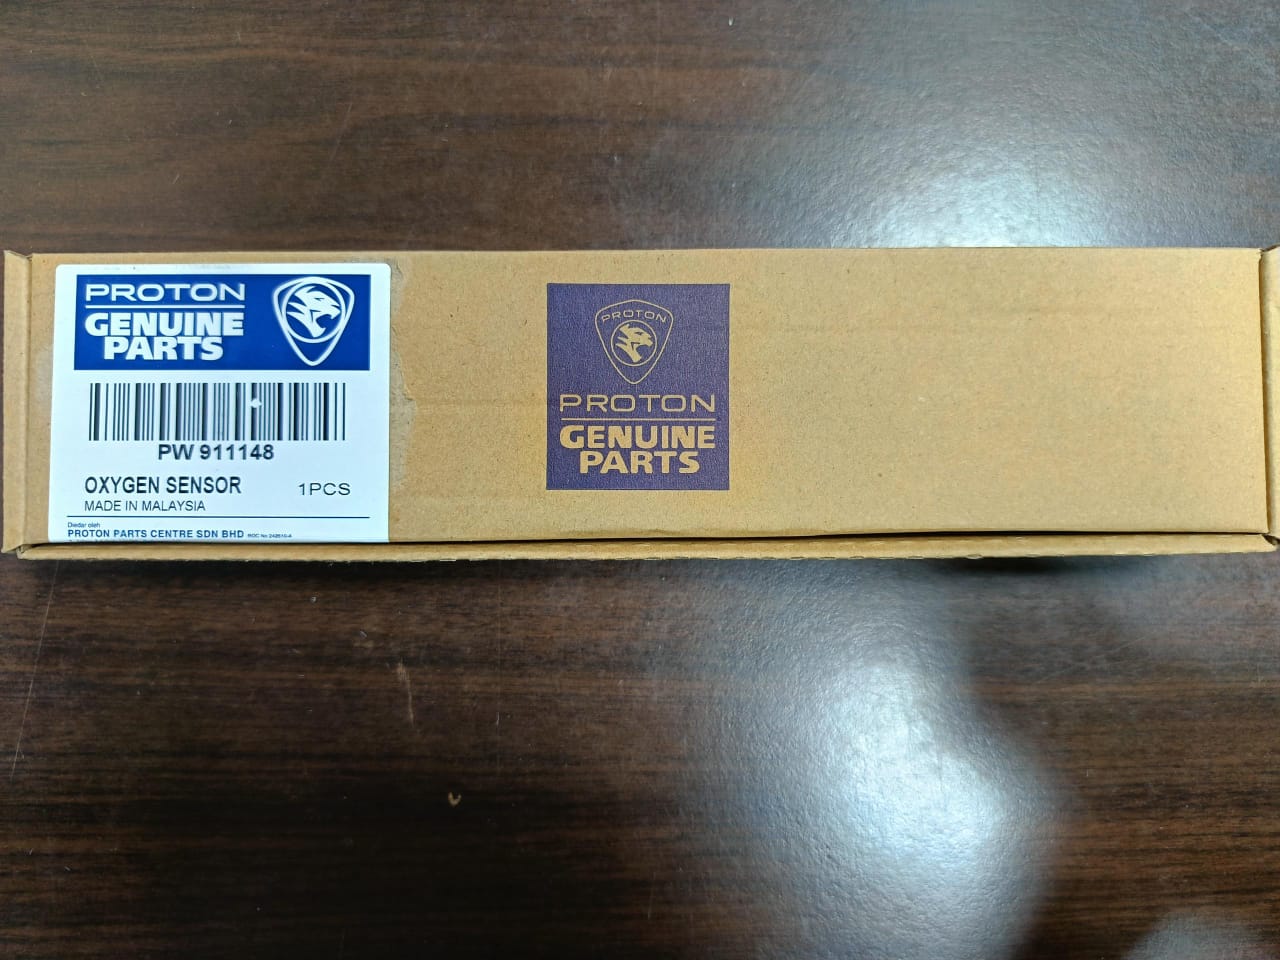 PROTON
GENUINE
PARTS
PW 911148
OXYGEN SENSOR 1PCS
MADE IN MALAYSIA
Diedar oleh
PROTON PARTS CENTRE SDN BHD
PROTON
PROTON
GENUINE
PARTS